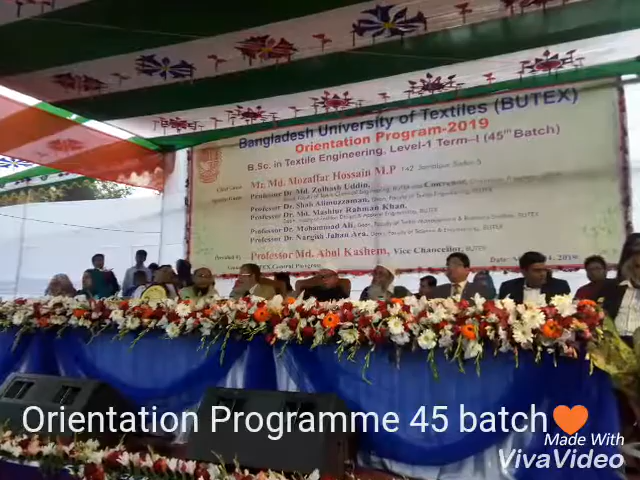 Bangladesh University of Textiles (BUTEX)
Orientation Program-2019
B.Sc. in Textile Engineering, Level-1 Term-I (45th Batch)
Mr. Md. Mozaffar Hossain M.P
Professor Dr. Md. Zulhash Uddin,
Professor Dr. Shah Alimuzzaman,
Professor Dr. Md. Mashiur Rahman Khan,
Professor Dr. Mohammad Ali,
Professor Dr. Nargish Jahan Ara,
Professor Md. Abul Kashem, Vice Chancellor, BUTEX
Orientation Programme 45 batch🧡
Made With
VivaVideo